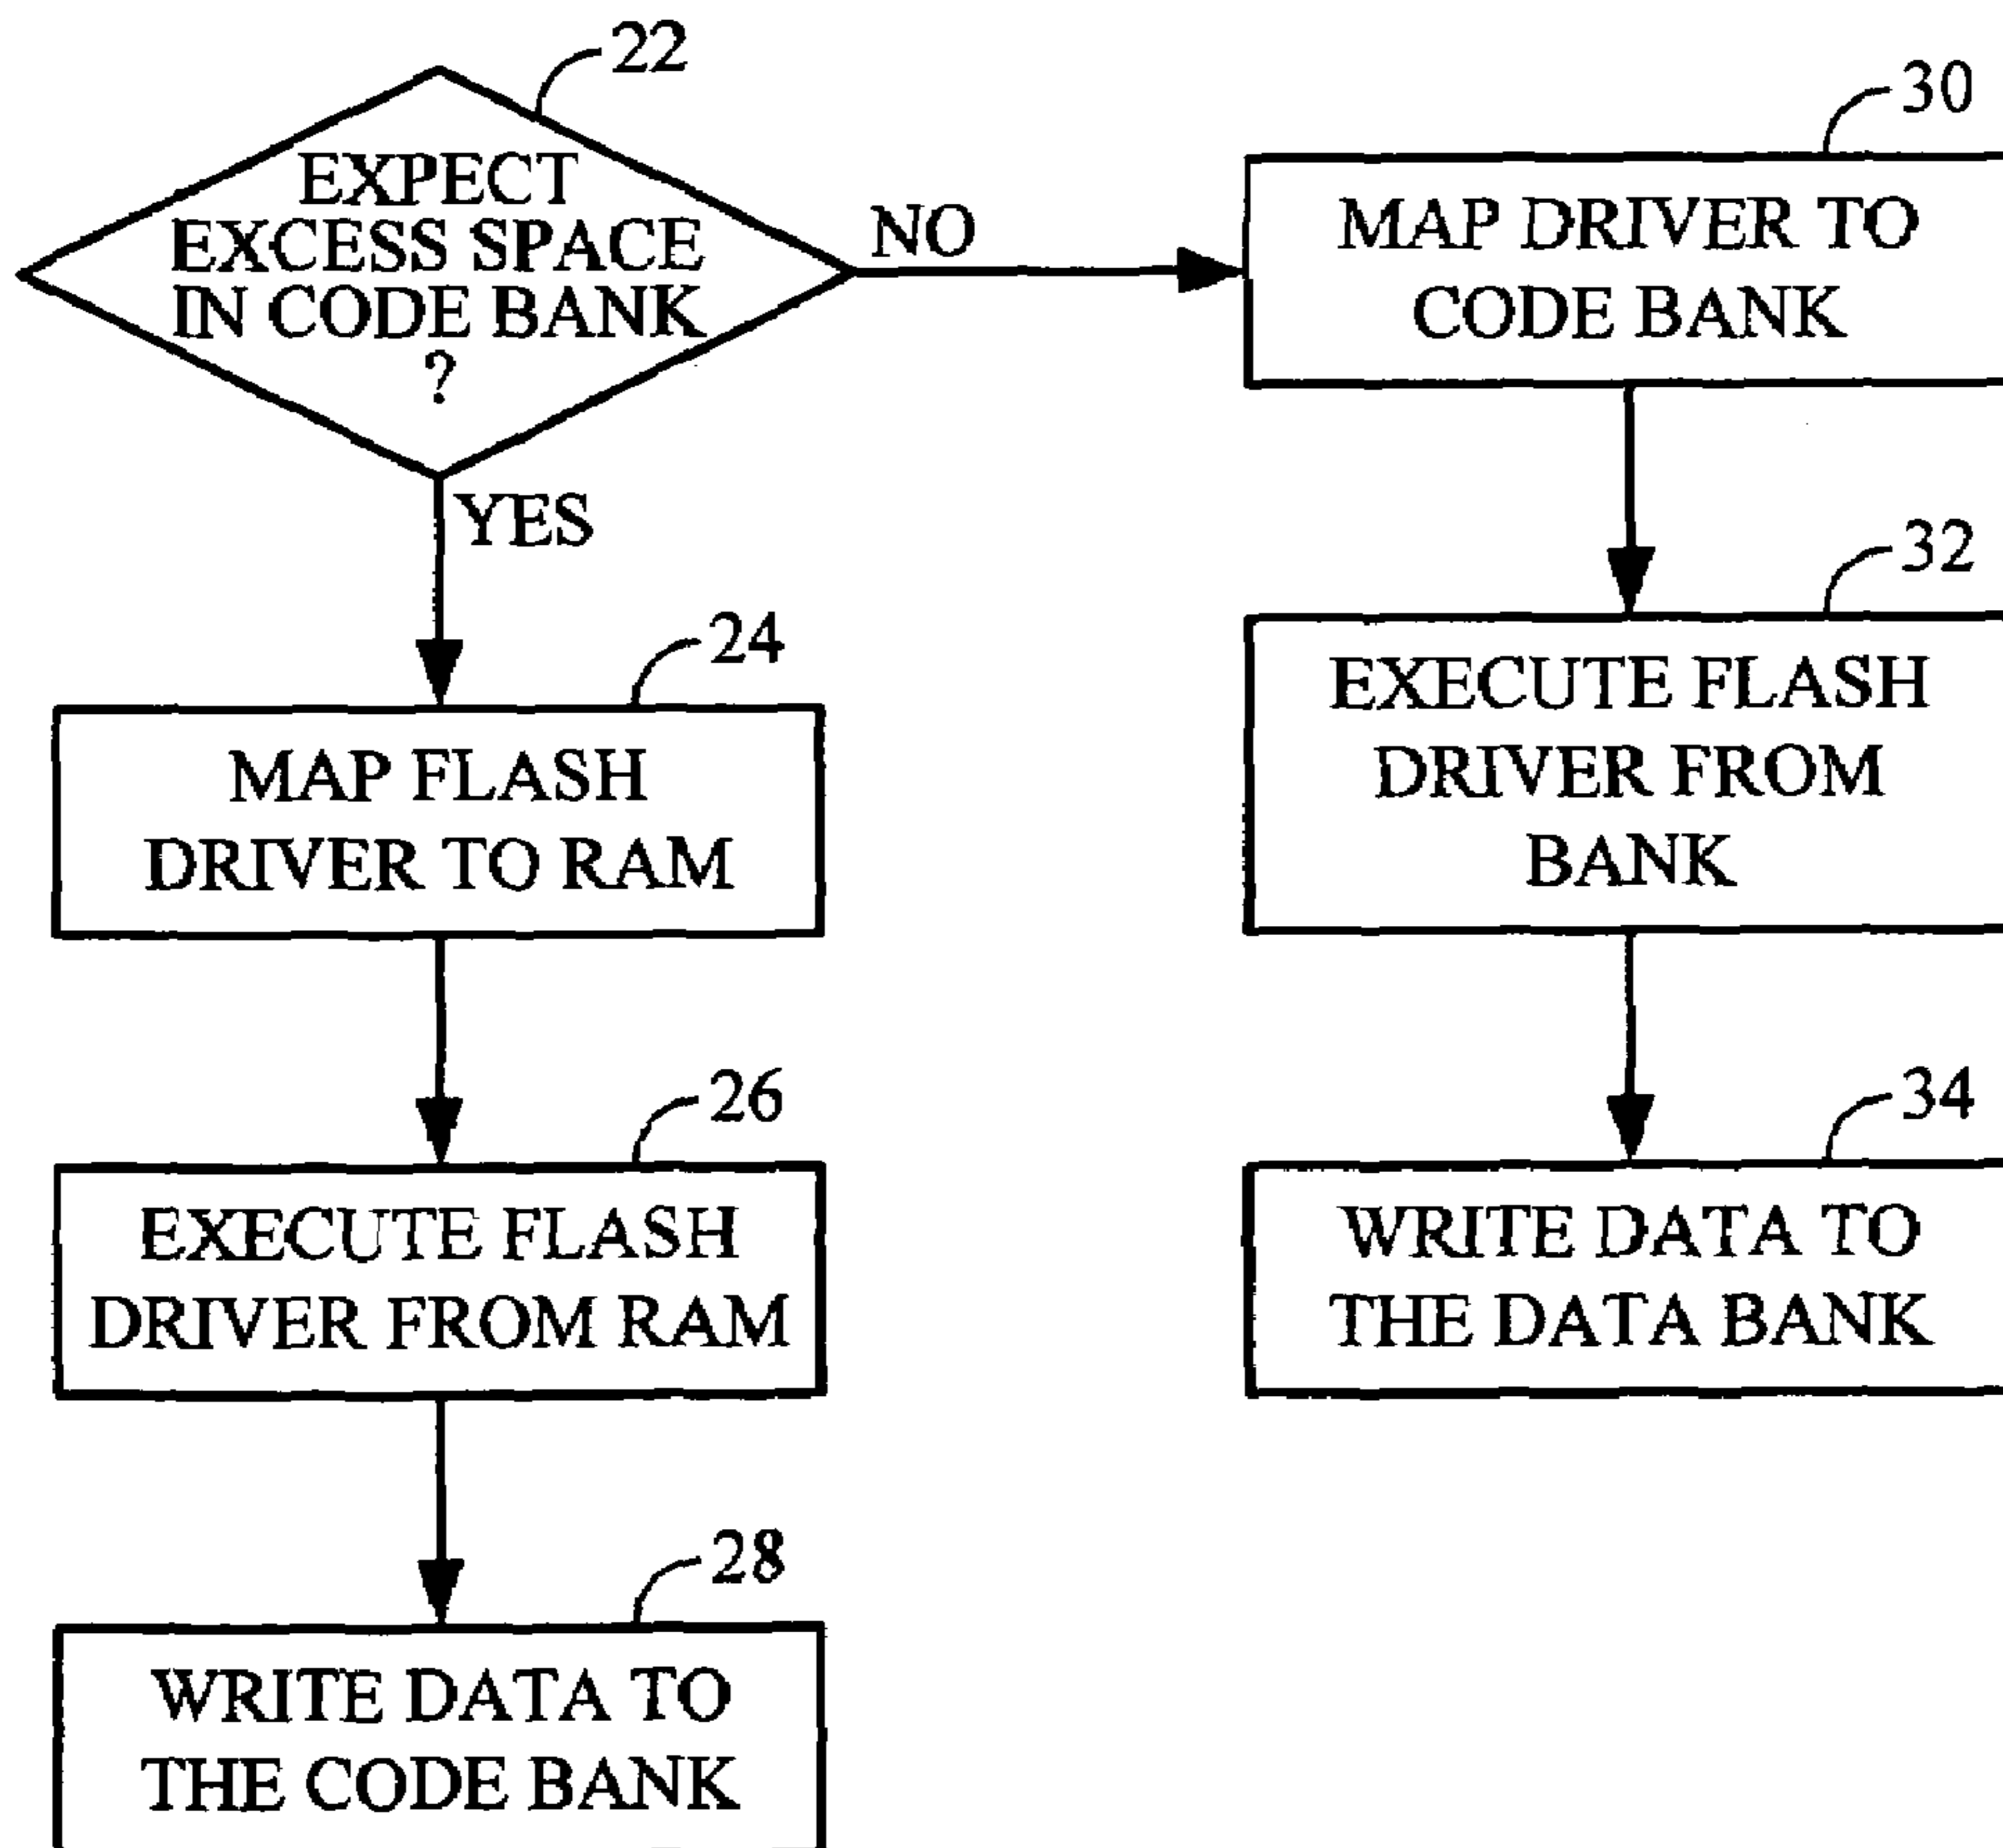 22
EXPECT
EXCESS SPACE
IN CODE BANK
?
NO
YES
30
MAP DRIVER TO
CODE BANK
24
MAP FLASH
DRIVER TO RAM
32
EXECUTE FLASH
DRIVER FROM
BANK
26
EXECUTE FLASH
DRIVER FROM RAM
34
WRITE DATA TO
THE DATA BANK
28
WRITE DATA TO
THE CODE BANK